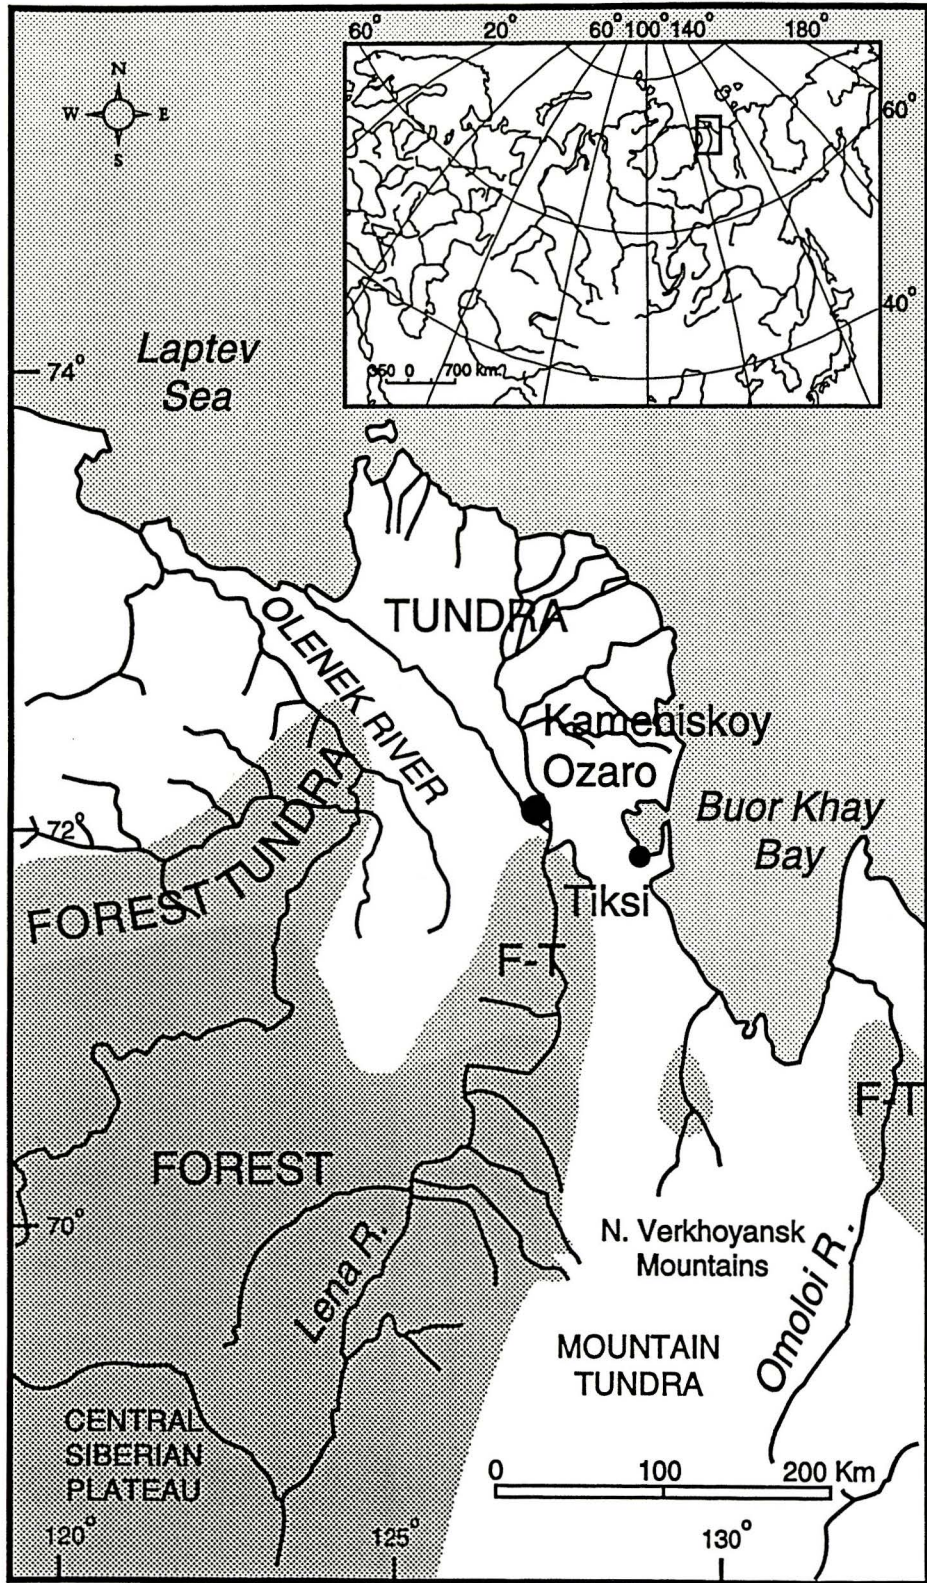 60° 20° 60° 100° 140° 180°
N
W E
S
60°
40°
350 0 700 km.
Laptev
Sea
74°
TUNDRA
OLENEK RIVER
Kameniskoy
Ozaro
72°
Buor Khay
Bay
FOREST TUNDRA
Tiksi
F-T
F-T
FOREST
70°
N. Verkhoyansk
Mountains
Lena R.
Omoloi R.
MOUNTAIN
TUNDRA
CENTRAL
SIBERIAN
PLATEAU
0 100 200 Km
120° 125° 130°